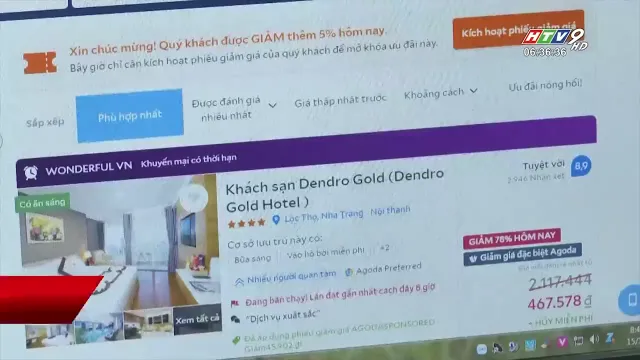 Xin chúc mừng! Quý khách được GIẢM thêm 5% hôm nay.
Bây giờ chỉ cần kích hoạt phiếu giảm giá của quý khách để mở khóa ưu đãi này.
Kích hoạt phiếu giảm giá
HTV9 HD
06:36:36
Sắp xếp
Phù hợp nhất
Được đánh giá
nhiều nhất
Giá thấp nhất trước
Khoảng cách
Ưu đãi nóng hổi!
WONDERFUL VN Khuyến mại có thời hạn
Có ăn sáng
Khách sạn Dendro Gold (Dendro
Gold Hotel )
Lộc Thọ, Nha Trang - Nội thành
Tuyệt vời
8,9
Nhận xét
Cơ sở lưu trú này có:
Bữa sáng
Vào hồ bơi miễn phí
+2
Nhiều người quan tâm
Agoda Preferred
Đang bán chạy! Lần đặt gần nhất cách đây 8 giờ
"Dịch vụ xuất sắc"
Đã áp dụng phiếu giảm giá AGODASPONSORED
Giảm 45.902 ₫!
Xem tất cả
GIẢM 78% HÔM NAY
Giảm giá đặc biệt Agoda
2.117.444
467.578 ₫
+ HỦY MIỄN PHÍ